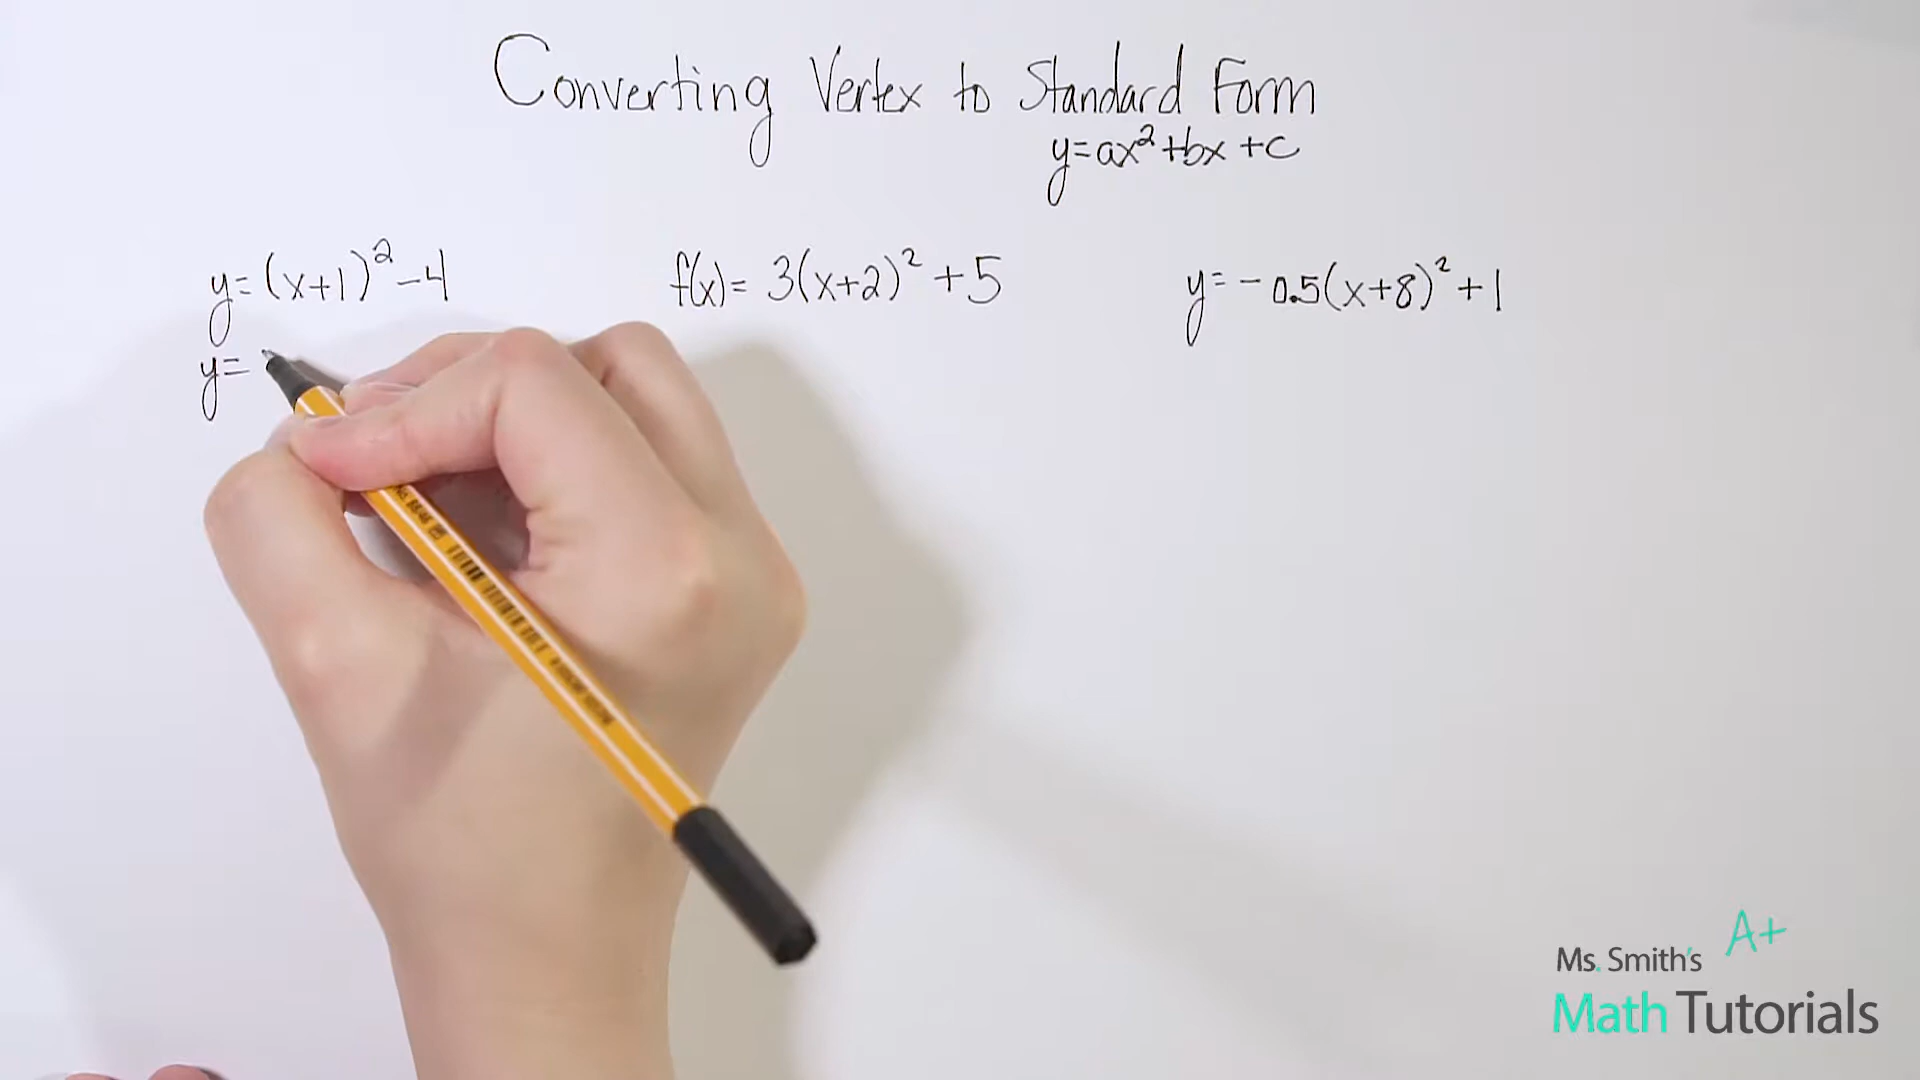 Converting Vertex to Standard Form
y=ax²+bx+c
y=(x+1)²-4
f(x)=3(x+2)²+5
y=-0.5(x+8)²+1
y=
A+
Ms. Smith's
Math Tutorials